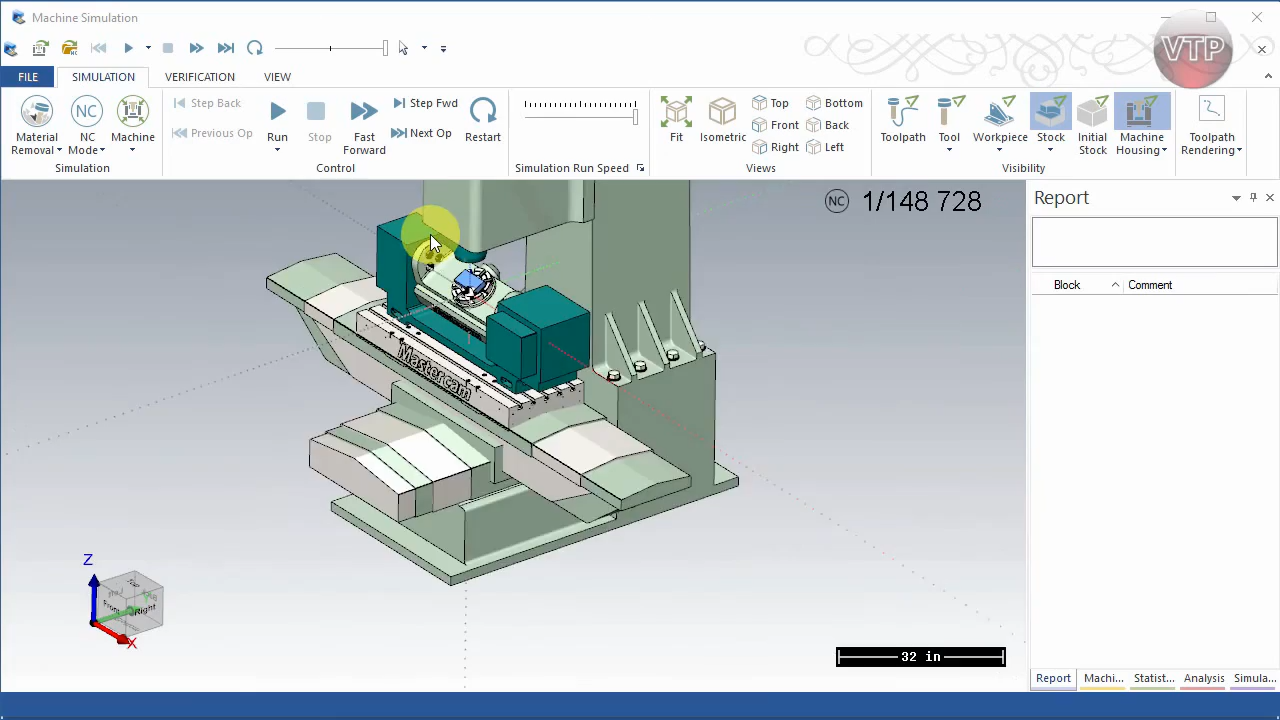 Machine Simulation
VTP
FILE SIMULATION VERIFICATION VIEW
Material Removal
NC Mode
Machine
Simulation
Step Back
Previous Op
Run
Stop
Fast Forward
Step Fwd
Next Op
Restart
Control
Simulation Run Speed
Fit
Isometric
Top
Front
Right
Bottom
Back
Left
Views
Toolpath
Tool
Workpiece
Stock
Initial Stock
Machine Housing
Visibility
Toolpath Rendering
NC 1/148 728
Report
Block Comment
Mastercam
Z
X
Top
Front
Right
32 in
Report Machi... Statist... Analysis Simula...